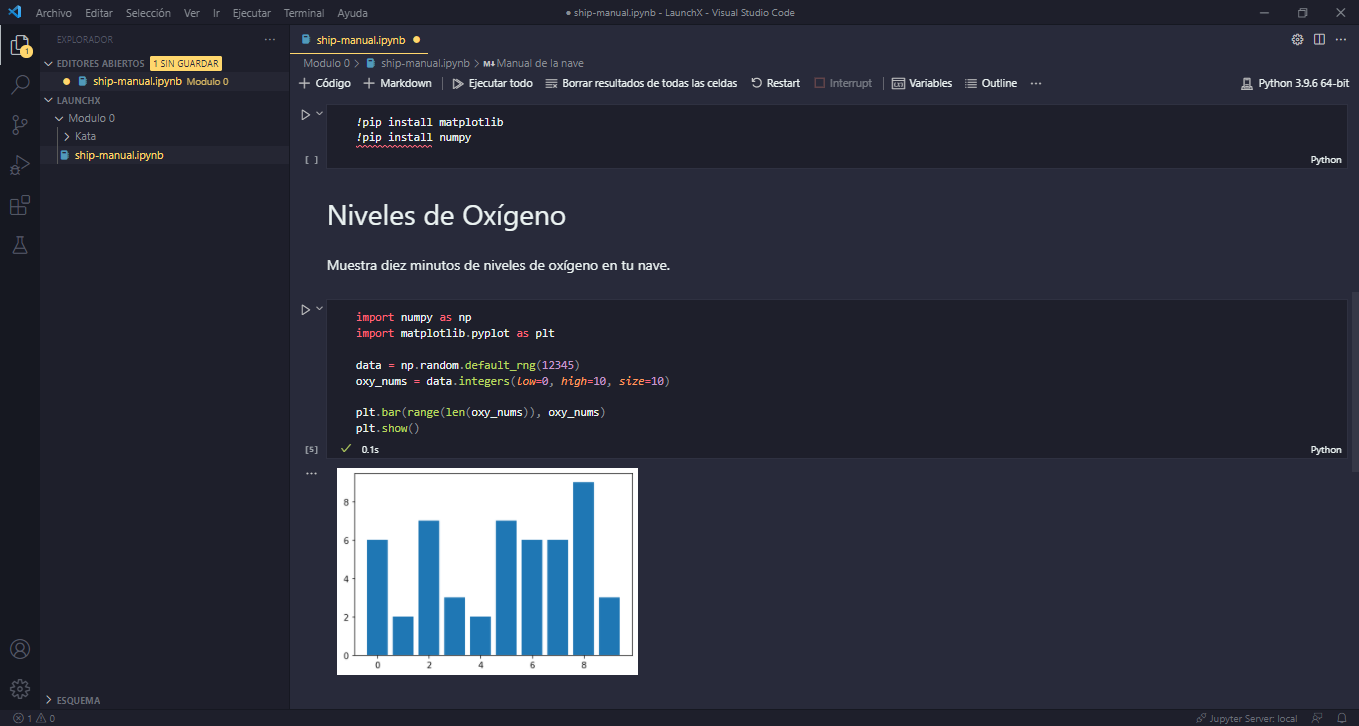 Archivo Editar Selección Ver Ir Ejecutar Terminal Ayuda
● ship-manual.ipynb - LaunchX - Visual Studio Code
EXPLORADOR
EDITORES ABIERTOS 1 SIN GUARDAR
ship-manual.ipynb Modulo 0
LAUNCHX
Modulo 0
Kata
ship-manual.ipynb
ESQUEMA
1
ship-manual.ipynb
Modulo 0 > ship-manual.ipynb > M↓Manual de la nave
+ Código + Markdown Ejecutar todo Borrar resultados de todas las celdas Restart Interrupt Variables Outline ... Python 3.9.6 64-bit
!pip install matplotlib
!pip install numpy
[ ]
Python
Niveles de Oxígeno
Muestra diez minutos de niveles de oxígeno en tu nave.
import numpy as np
import matplotlib.pyplot as plt
data = np.random.default_rng(12345)
oxy_nums = data.integers(low=0, high=10, size=10)
plt.bar(range(len(oxy_nums)), oxy_nums)
plt.show()
[5] ✓ 0.1s
Python
8
6
4
2
0
0 2 4 6 8
1 0
Jupyter Server: local